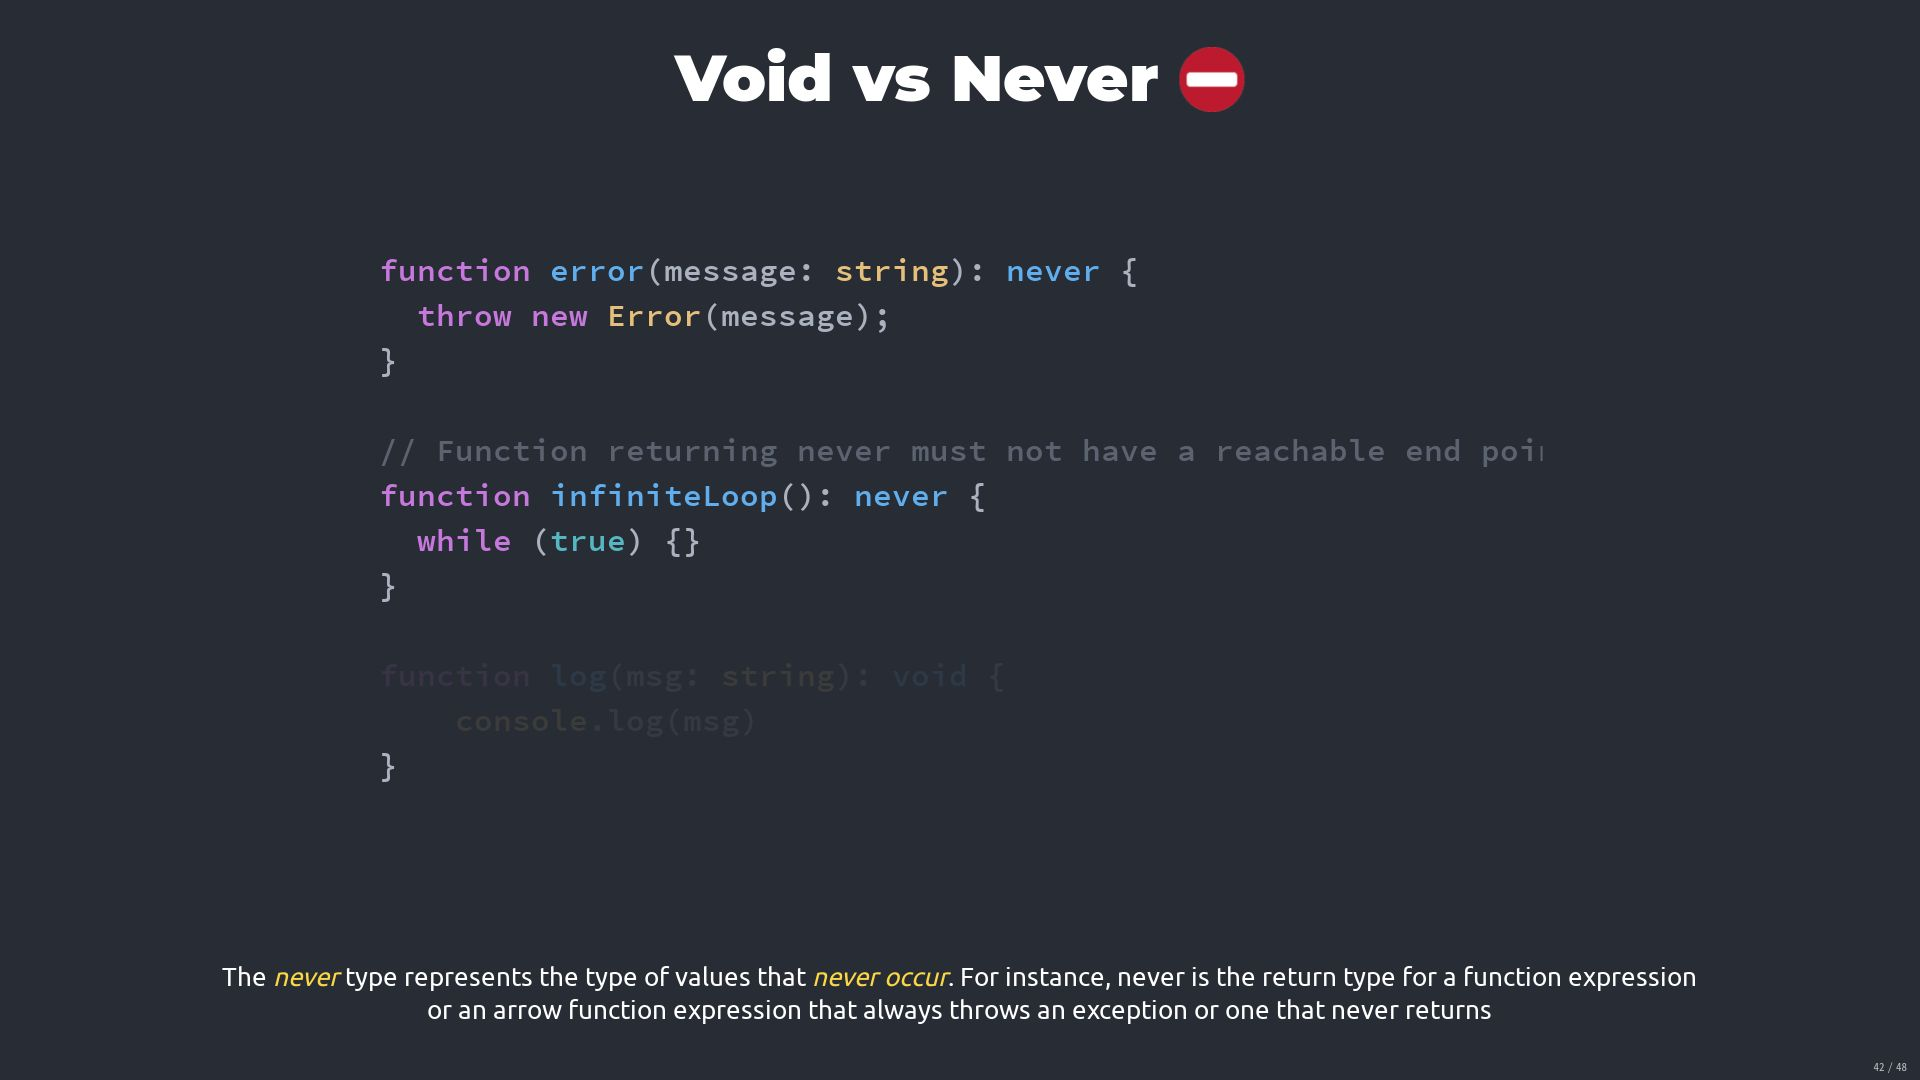 Void vs Never ⛔
function error(message: string): never {
  throw new Error(message);
}
// Function returning never must not have a reachable end poi
function infiniteLoop(): never {
  while (true) {}
}
function log(msg: string): void {
    console.log(msg)
}
The never type represents the type of values that never occur. For instance, never is the return type for a function expression
or an arrow function expression that always throws an exception or one that never returns
42 / 48